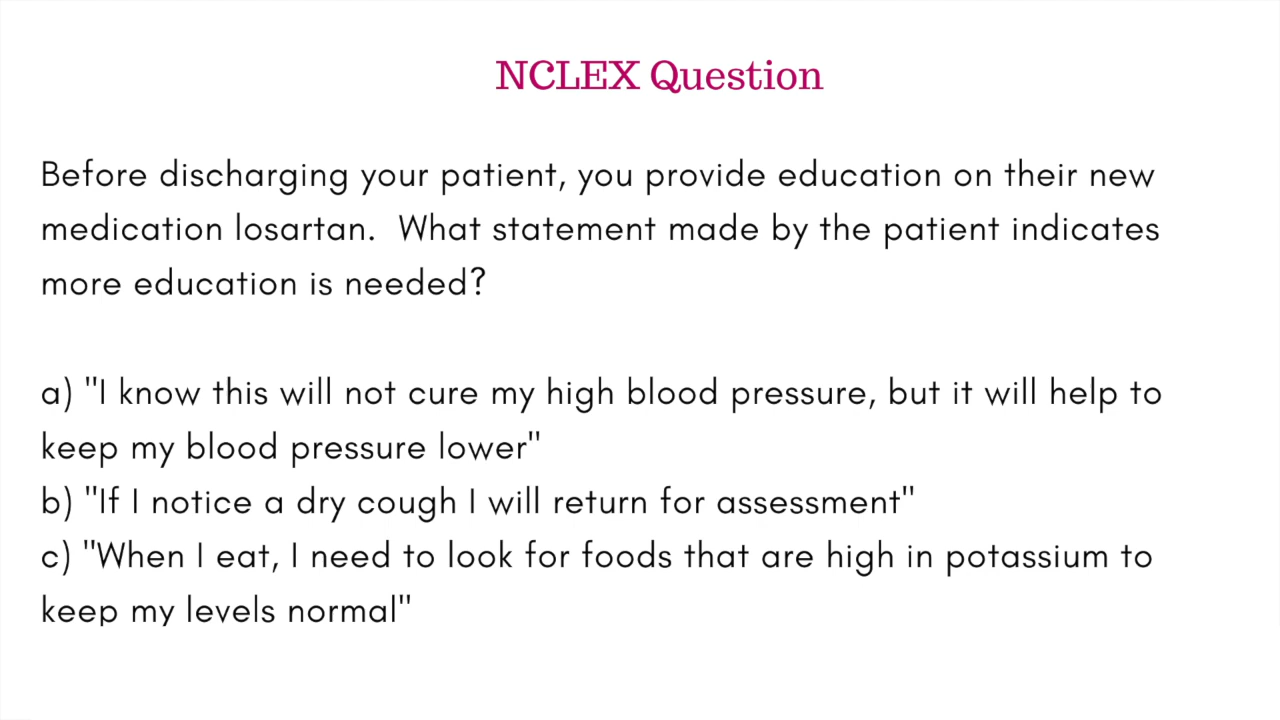 NCLEX Question
Before discharging your patient, you provide education on their new
medication losartan.  What statement made by the patient indicates
more education is needed?
a) "I know this will not cure my high blood pressure, but it will help to
keep my blood pressure lower"
b) "If I notice a dry cough I will return for assessment"
c) "When I eat, I need to look for foods that are high in potassium to
keep my levels normal"